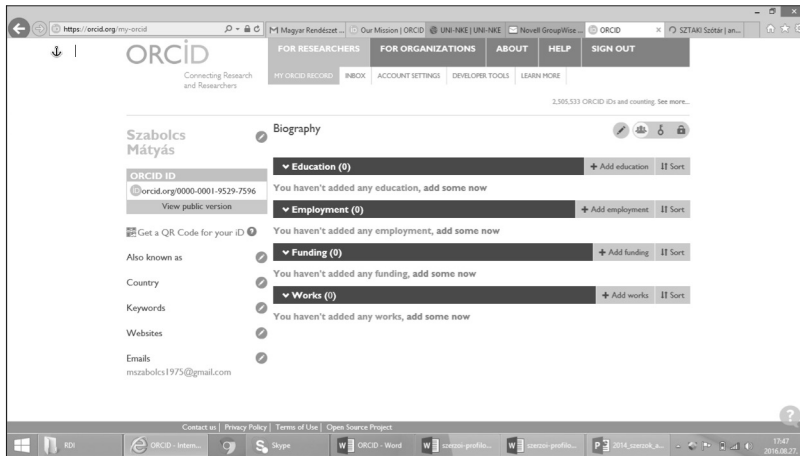 https://orcid.org/my-orcid
Magyar Rendészet ...
Our Mission | ORCID
UNI-NKE | UNI-NKE
Novell GroupWise ...
ORCID
SZTAKI Szótár | an...
ORCID
Connecting Research
and Researchers
FOR RESEARCHERS FOR ORGANIZATIONS ABOUT HELP SIGN OUT
MY ORCID RECORD INBOX ACCOUNT SETTINGS DEVELOPER TOOLS LEARN MORE
2,505,533 ORCID iDs and counting. See more...
Szabolcs
Mátyás
ORCID ID
iD orcid.org/0000-0001-9529-7596
View public version
Get a QR Code for your iD ?
Also known as
Country
Keywords
Websites
Emails
mszabolcs1975@gmail.com
Biography
Education (0) + Add education Sort
You haven't added any education, add some now
Employment (0) + Add employment Sort
You haven't added any employment, add some now
Funding (0) + Add funding Sort
You haven't added any funding, add some now
Works (0) + Add works Sort
You haven't added any works, add some now
?
Contact us | Privacy Policy | Terms of Use | Open Source Project
RDI
ORCID - Intern...
Skype
ORCID - Word
szerzoi-profilo...
szerzoi-profilo...
2014_szerzok_a...
17:47
2016.08.27.